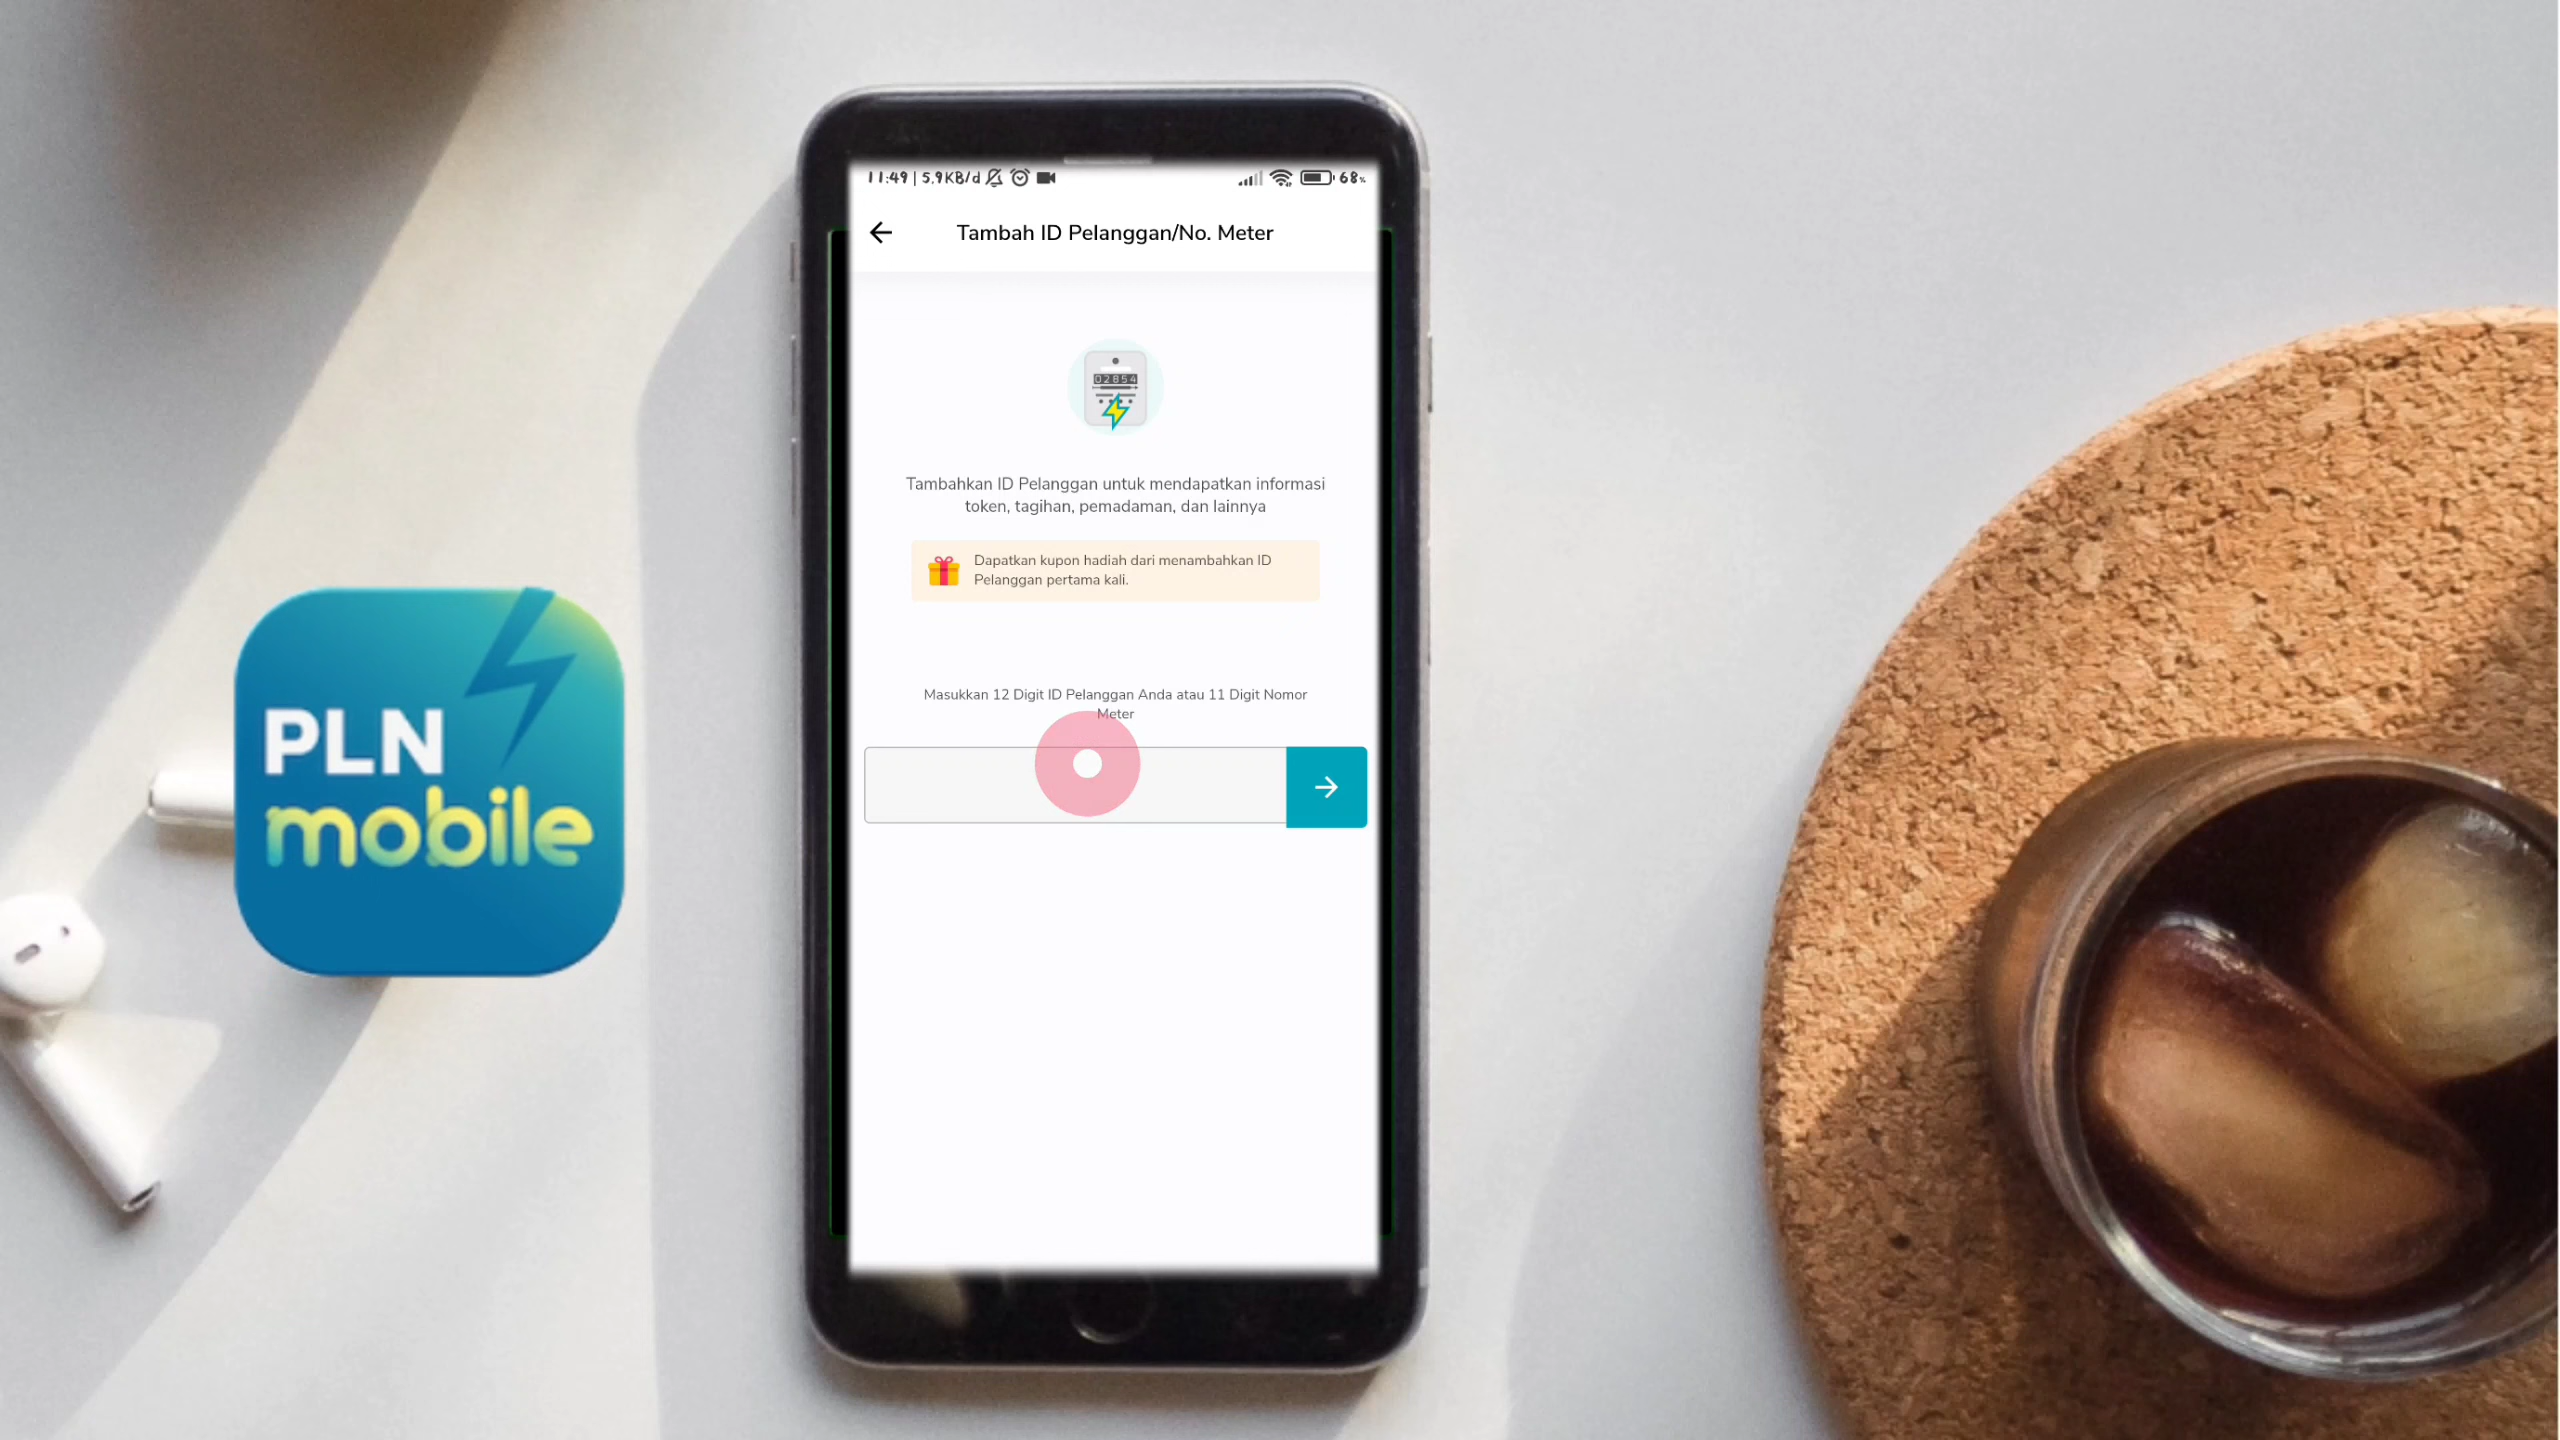 11:49 | 5,9KB/d
68%
Tambah ID Pelanggan/No. Meter
02854
Tambahkan ID Pelanggan untuk mendapatkan informasi
token, tagihan, pemadaman, dan lainnya
Dapatkan kupon hadiah dari menambahkan ID
Pelanggan pertama kali.
Masukkan 12 Digit ID Pelanggan Anda atau 11 Digit Nomor
Meter
PLN
mobile